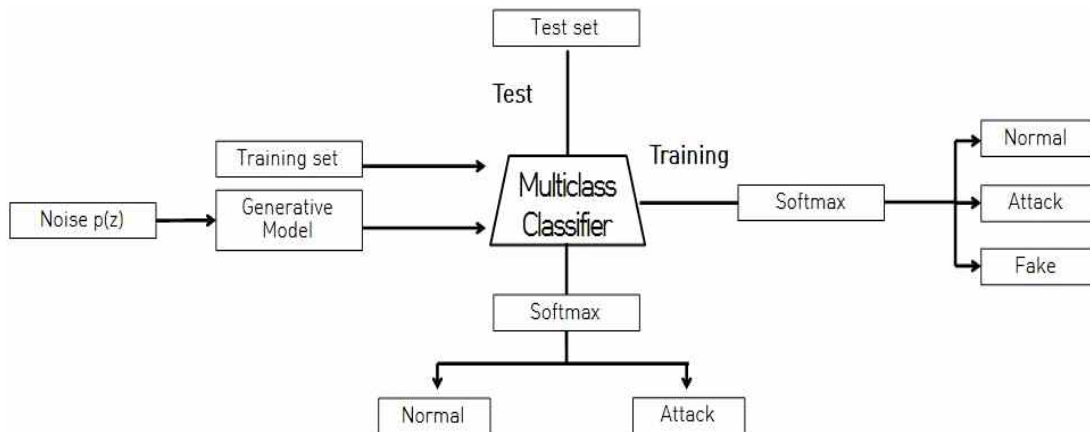 Test set
Test
Training set
Training
Normal
Multiclass
Classifier
Noise p(z)
Generative
Model
Softmax
Attack
Fake
Softmax
Normal
Attack